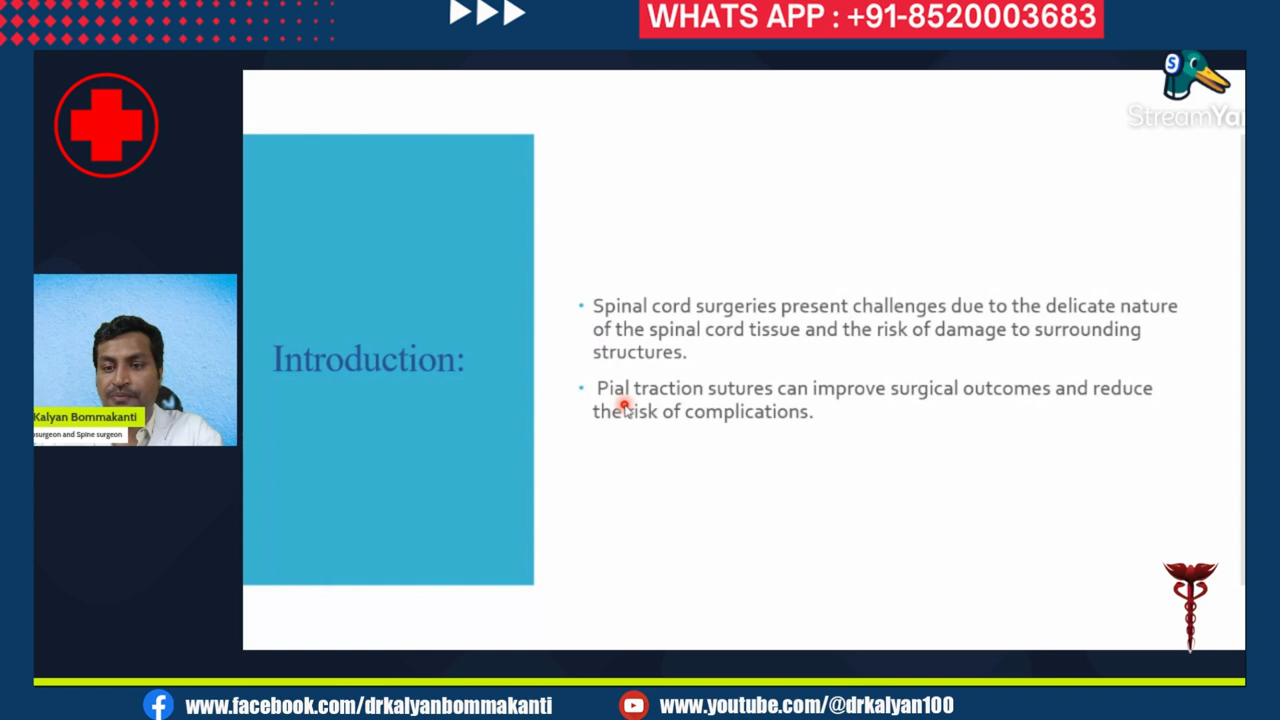 WHATS APP : +91-8520003683
S
StreamYa
Introduction:
• Spinal cord surgeries present challenges due to the delicate nature
of the spinal cord tissue and the risk of damage to surrounding
structures.
• Pial traction sutures can improve surgical outcomes and reduce
the risk of complications.
Kalyan Bommakanti
osurgeon and Spine surgeon
www.facebook.com/drkalyanbommakanti
www.youtube.com/@drkalyan100